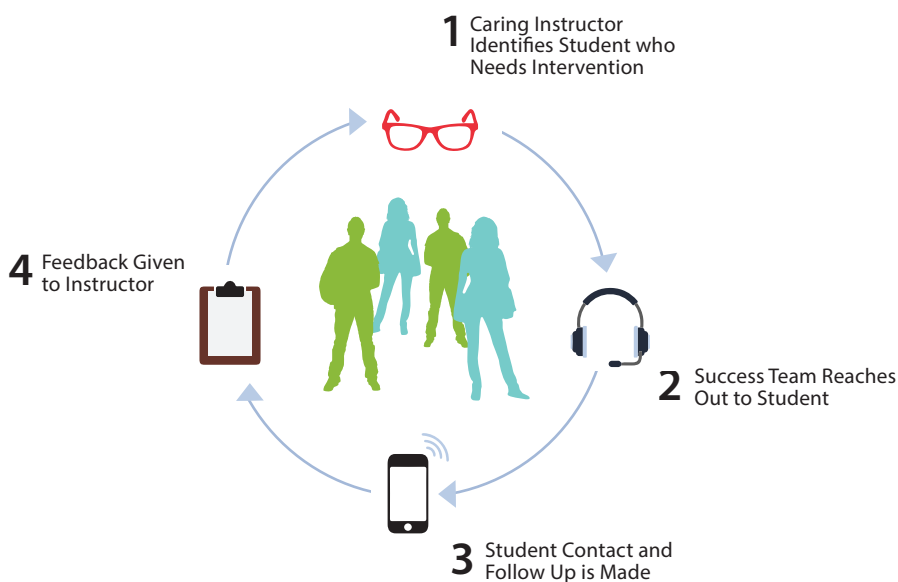 1 Caring Instructor
Identifies Student who
Needs Intervention
2 Success Team Reaches
Out to Student
3 Student Contact and
Follow Up is Made
4 Feedback Given
to Instructor